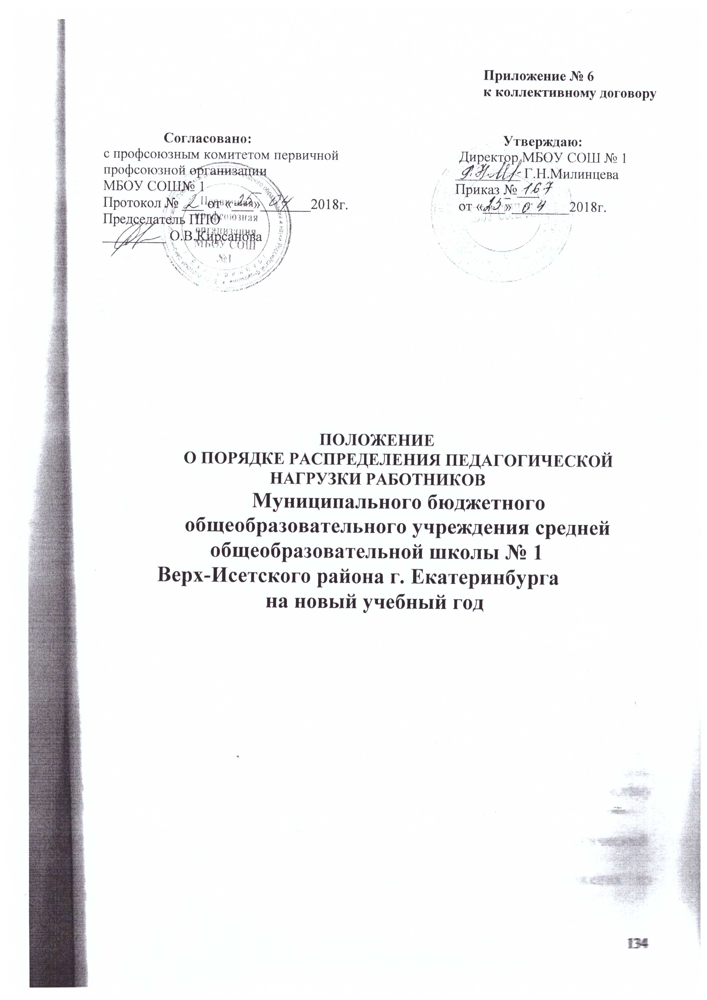 Приложение № 6
к коллективному договору
Согласовано:
с профсоюзным комитетом первичной
профсоюзной организации
МБОУ СОШ№ 1
Протокол № 2 от «25» 04 2018г.
Председатель ППО
О.В.Кирсанова
Первичная
профсоюзная
организация
МБОУ СОШ
№1
Утверждаю:
Директор МБОУ СОШ № 1
Г.Н.Милинцева
Приказ № 167
от «25» 04 2018г.
ПОЛОЖЕНИЕ
О ПОРЯДКЕ РАСПРЕДЕЛЕНИЯ ПЕДАГОГИЧЕСКОЙ
НАГРУЗКИ РАБОТНИКОВ
Муниципального бюджетного
общеобразовательного учреждения средней
общеобразовательной школы № 1
Верх-Исетского района г. Екатеринбурга
на новый учебный год
134